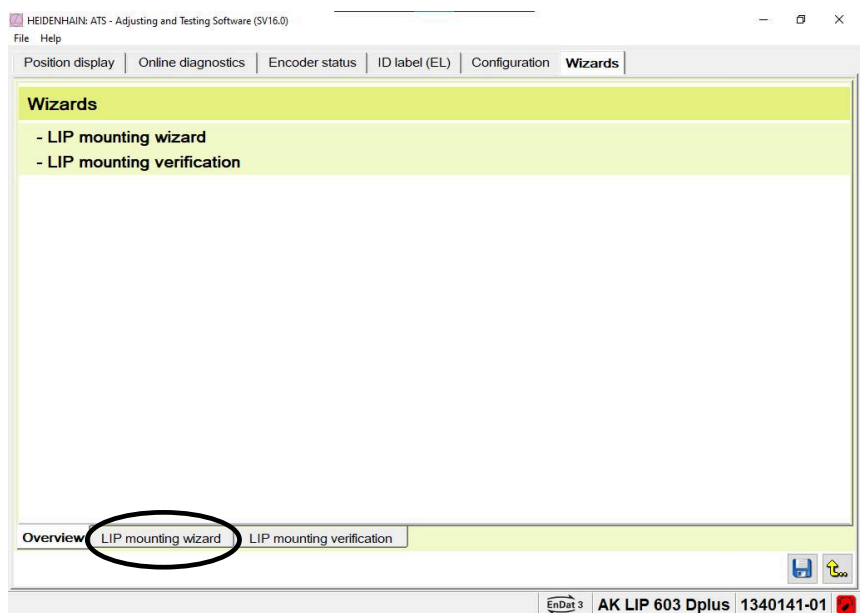 HEIDENHAIN: ATS - Adjusting and Testing Software (SV16.0)
File Help
Position display Online diagnostics Encoder status ID label (EL) Configuration Wizards
Wizards
- LIP mounting wizard
- LIP mounting verification
Overview LIP mounting wizard LIP mounting verification
EnDat 3 AK LIP 603 Dplus 1340141-01